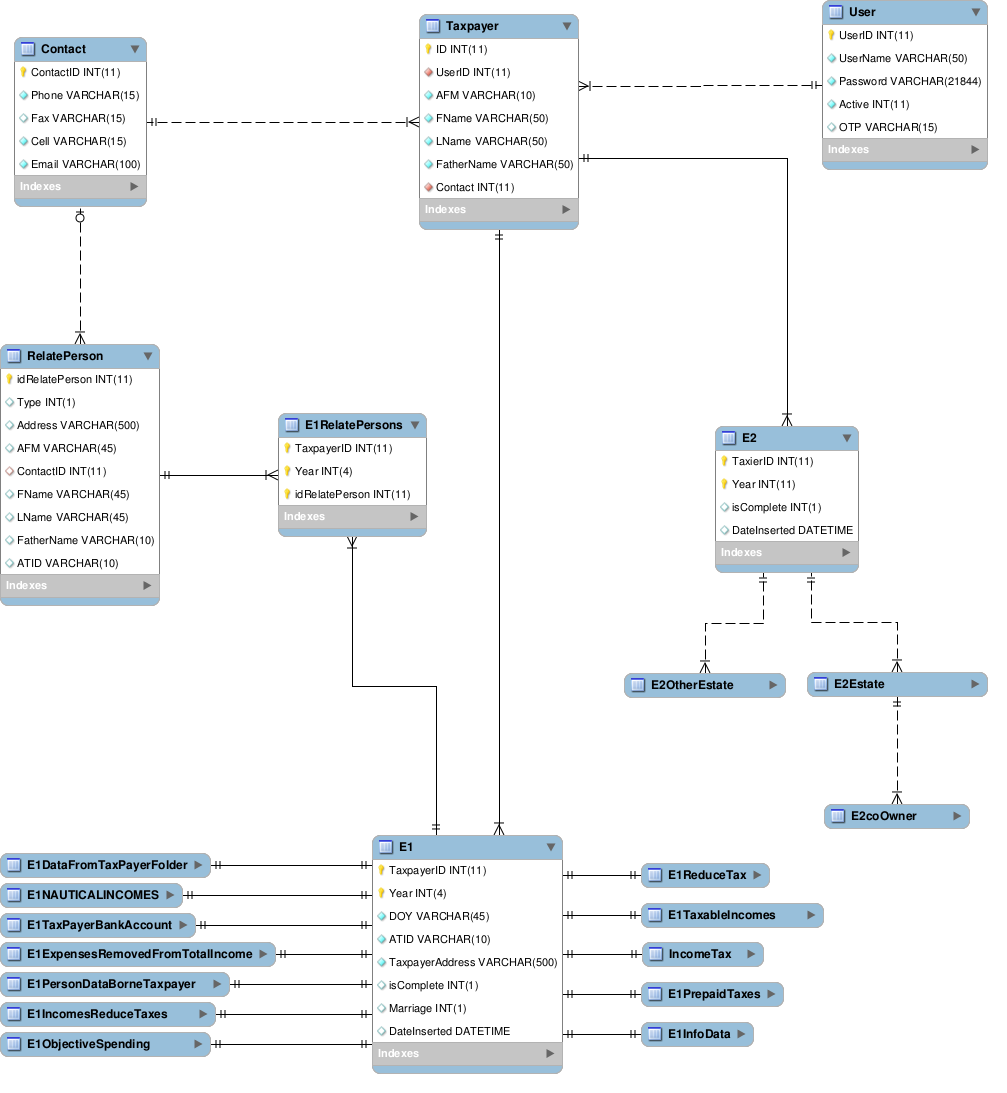 Contact
ContactID INT(11)
Phone VARCHAR(15)
Fax VARCHAR(15)
Cell VARCHAR(15)
Email VARCHAR(100)
Indexes
Taxpayer
ID INT(11)
UserID INT(11)
AFM VARCHAR(10)
FName VARCHAR(50)
LName VARCHAR(50)
FatherName VARCHAR(50)
Contact INT(11)
Indexes
User
UserID INT(11)
UserName VARCHAR(50)
Password VARCHAR(21844)
Active INT(11)
OTP VARCHAR(15)
Indexes
RelatePerson
idRelatePerson INT(11)
Type INT(1)
Address VARCHAR(500)
AFM VARCHAR(45)
ContactID INT(11)
FName VARCHAR(45)
LName VARCHAR(45)
FatherName VARCHAR(10)
ATID VARCHAR(10)
Indexes
E1RelatePersons
TaxpayerID INT(11)
Year INT(4)
idRelatePerson INT(11)
Indexes
E2
TaxierID INT(11)
Year INT(11)
isComplete INT(1)
DateInserted DATETIME
Indexes
E2OtherEstate
E2Estate
E2coOwner
E1
TaxpayerID INT(11)
Year INT(4)
DOY VARCHAR(45)
ATID VARCHAR(10)
TaxpayerAddress VARCHAR(500)
isComplete INT(1)
Marriage INT(1)
DateInserted DATETIME
Indexes
E1DataFromTaxPayerFolder
E1NAUTICALINCOMES
E1TaxPayerBankAccount
E1ExpensesRemovedFromTotalIncome
E1PersonDataBorneTaxpayer
E1IncomesReduceTaxes
E1ObjectiveSpending
E1ReduceTax
E1TaxableIncomes
IncomeTax
E1PrepaidTaxes
E1InfoData